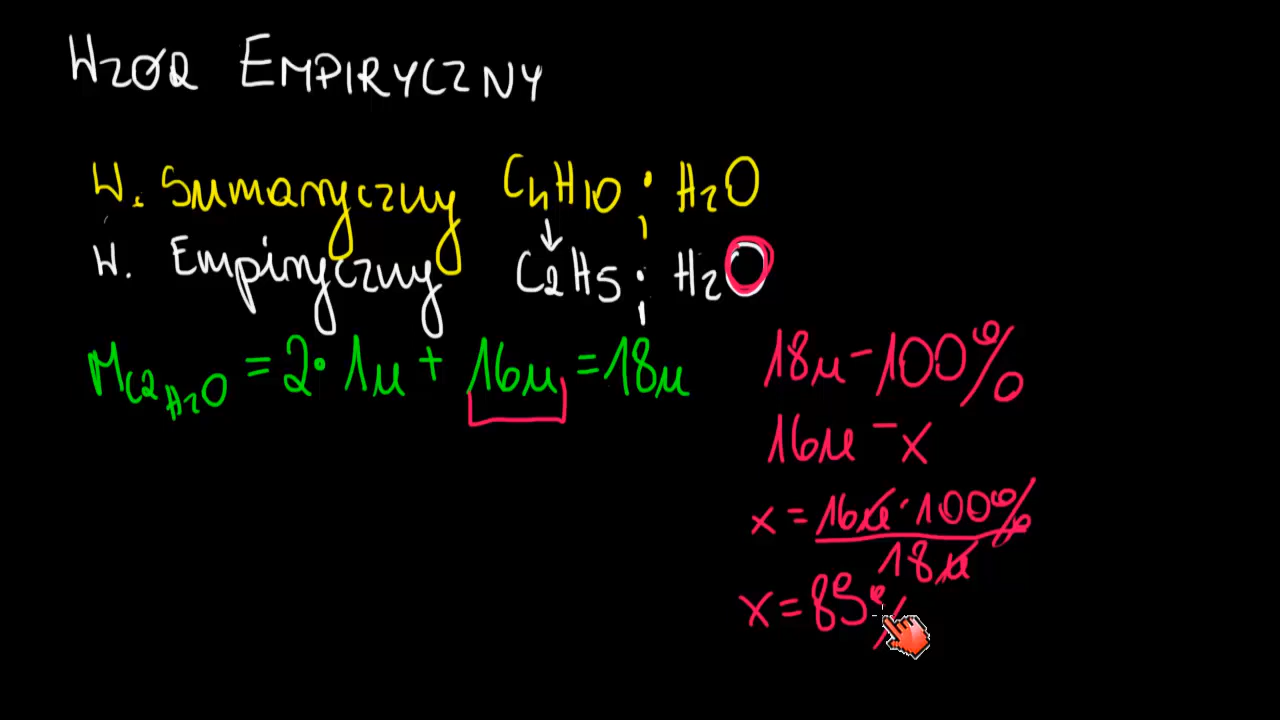 WZÓR EMPIRYCZNY
W. Sumaryczny C4H10 : H2O
W. Empiryczny C2H5 : H2O
MC2H2O = 2·1u + 16u = 18u
18u - 100%
16u - x
x = 16u · 100%
18u
x = 89%